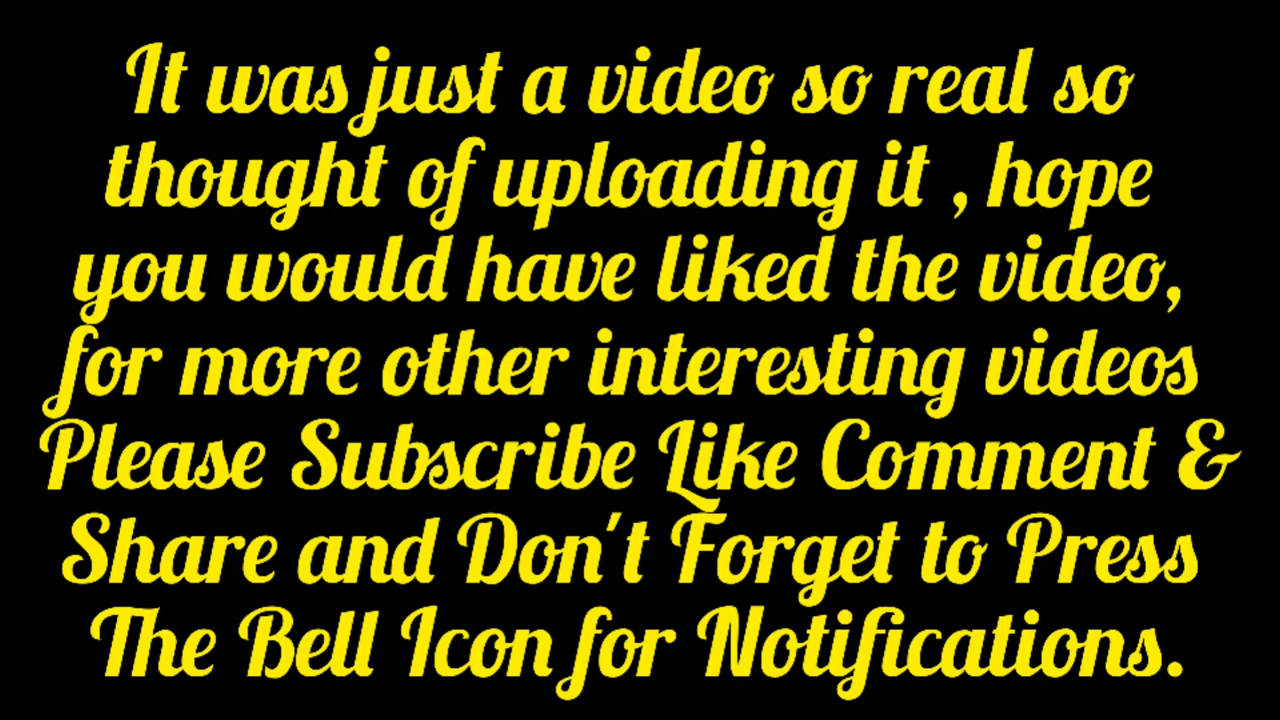 It was just a video so real so
thought of uploading it , hope
you would have liked the video,
for more other interesting videos
Please Subscribe Like Comment &
Share and Don't Forget to Press
The Bell Icon for Notifications.